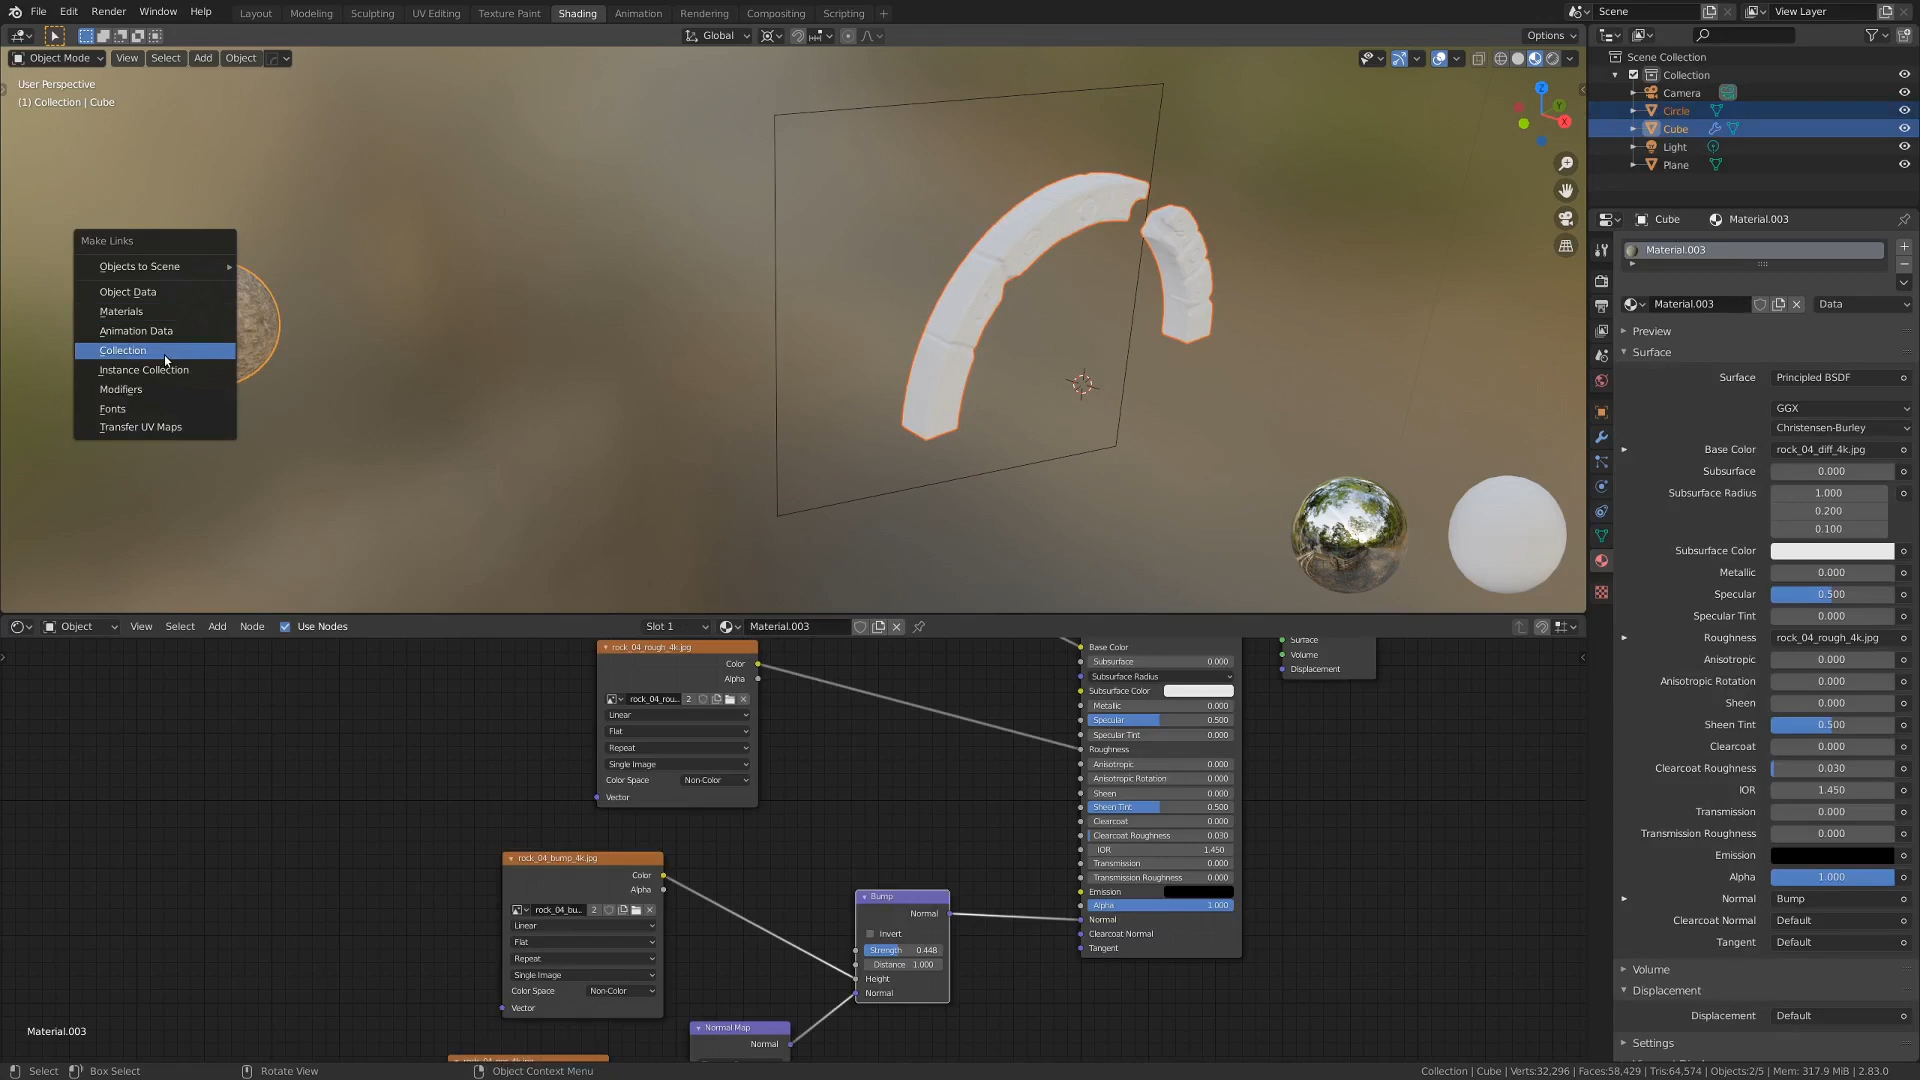 File Edit Render Window Help Layout Modeling Sculpting UV Editing Texture Paint Shading Animation Rendering Compositing Scripting + Scene View Layer
Global Options
Object Mode View Select Add Object
User Perspective
(1) Collection | Cube
Z
Y
X
Make Links
Objects to Scene
Object Data
Materials
Animation Data
Collection
Instance Collection
Modifiers
Fonts
Transfer UV Maps
Scene Collection
Collection
Camera
Circle
Cube
Light
Plane
Cube Material.003
Material.003
Material.003 Data
Preview
Surface
Surface Principled BSDF
GGX
Christensen-Burley
Base Color rock_04_diff_4k.jpg
Subsurface 0.000
Subsurface Radius 1.000
0.200
0.100
Subsurface Color
Metallic 0.000
Specular 0.500
Specular Tint 0.000
Roughness rock_04_rough_4k.jpg
Anisotropic 0.000
Anisotropic Rotation 0.000
Sheen 0.000
Sheen Tint 0.500
Clearcoat 0.000
Clearcoat Roughness 0.030
IOR 1.450
Transmission 0.000
Transmission Roughness 0.000
Emission
Alpha 1.000
Normal Bump
Clearcoat Normal Default
Tangent Default
Volume
Displacement
Displacement Default
Settings
Object View Select Add Node Use Nodes Slot 1 Material.003
rock_04_rough_4k.jpg
Color
Alpha
rock_04_rou... 2
Linear
Flat
Repeat
Single Image
Color Space Non-Color
Vector
rock_04_bump_4k.jpg
Color
Alpha
rock_04_bu... 2
Linear
Flat
Repeat
Single Image
Color Space Non-Color
Vector
Bump
Normal
Invert
Strength 0.448
Distance 1.000
Height
Normal
Normal Map
Normal
Base Color
Subsurface 0.000
Subsurface Radius
Subsurface Color
Metallic 0.000
Specular 0.500
Specular Tint 0.000
Roughness
Anisotropic 0.000
Anisotropic Rotation 0.000
Sheen 0.000
Sheen Tint 0.500
Clearcoat 0.000
Clearcoat Roughness 0.030
IOR 1.450
Transmission 0.000
Transmission Roughness 0.000
Emission
Alpha 1.000
Normal
Clearcoat Normal
Tangent
Surface
Volume
Displacement
Material.003
Select Box Select Rotate View Object Context Menu Collection | Cube | Verts:32,296 | Faces:58,429 | Tris:64,574 | Objects:2/5 | Mem: 317.9 MiB | 2.83.0